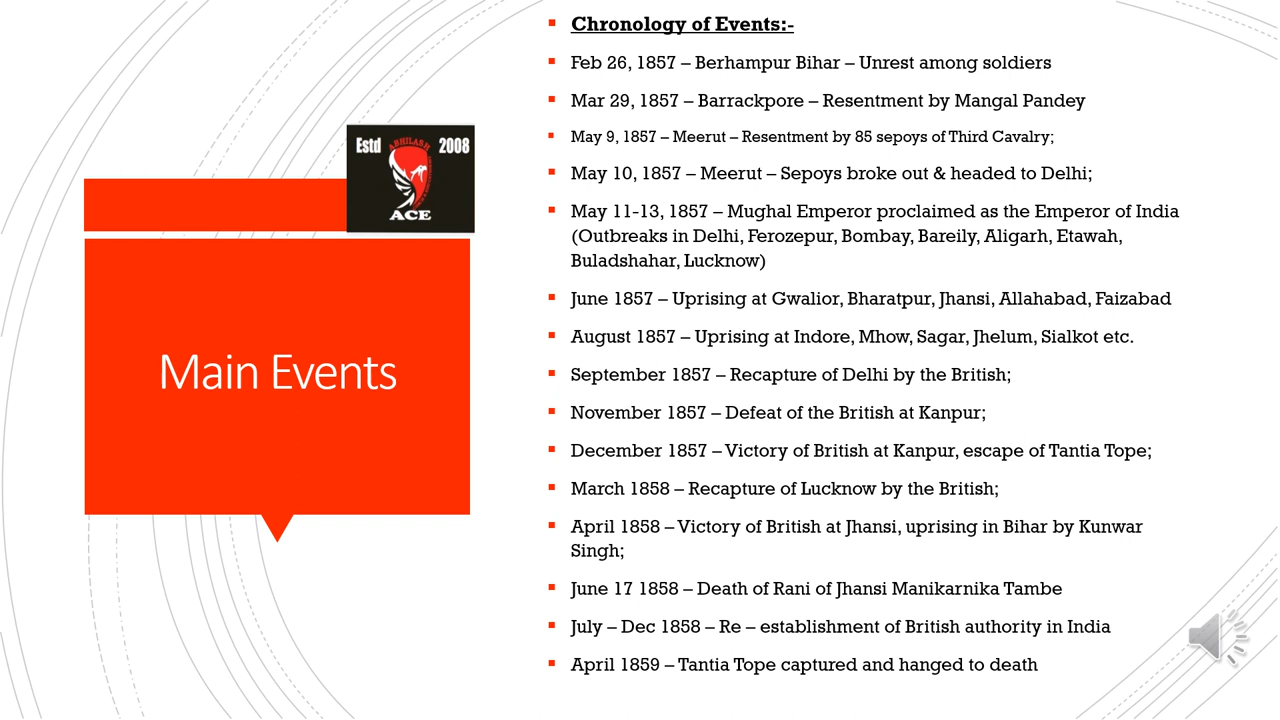 Chronology of Events:-
Feb 26, 1857 – Berhampur Bihar – Unrest among soldiers
Mar 29, 1857 – Barrackpore – Resentment by Mangal Pandey
May 9, 1857 – Meerut – Resentment by 85 sepoys of Third Cavalry;
May 10, 1857 – Meerut – Sepoys broke out & headed to Delhi;
May 11-13, 1857 – Mughal Emperor proclaimed as the Emperor of India
(Outbreaks in Delhi, Ferozepur, Bombay, Bareily, Aligarh, Etawah,
Buladshahar, Lucknow)
June 1857 – Uprising at Gwalior, Bharatpur, Jhansi, Allahabad, Faizabad
August 1857 – Uprising at Indore, Mhow, Sagar, Jhelum, Sialkot etc.
September 1857 – Recapture of Delhi by the British;
November 1857 – Defeat of the British at Kanpur;
December 1857 – Victory of British at Kanpur, escape of Tantia Tope;
March 1858 – Recapture of Lucknow by the British;
April 1858 – Victory of British at Jhansi, uprising in Bihar by Kunwar
Singh;
June 17 1858 – Death of Rani of Jhansi Manikarnika Tambe
July – Dec 1858 – Re – establishment of British authority in India
April 1859 – Tantia Tope captured and hanged to death
Estd 2008
ABHILASH
ACE
Main Events